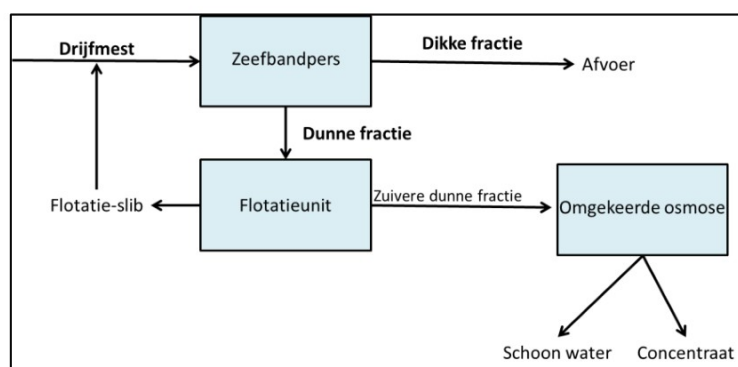 Drijfmest
Zeefbandpers
Dikke fractie
Afvoer
Dunne fractie
Flotatie-slib
Flotatieunit
Zuivere dunne fractie
Omgekeerde osmose
Schoon water
Concentraat